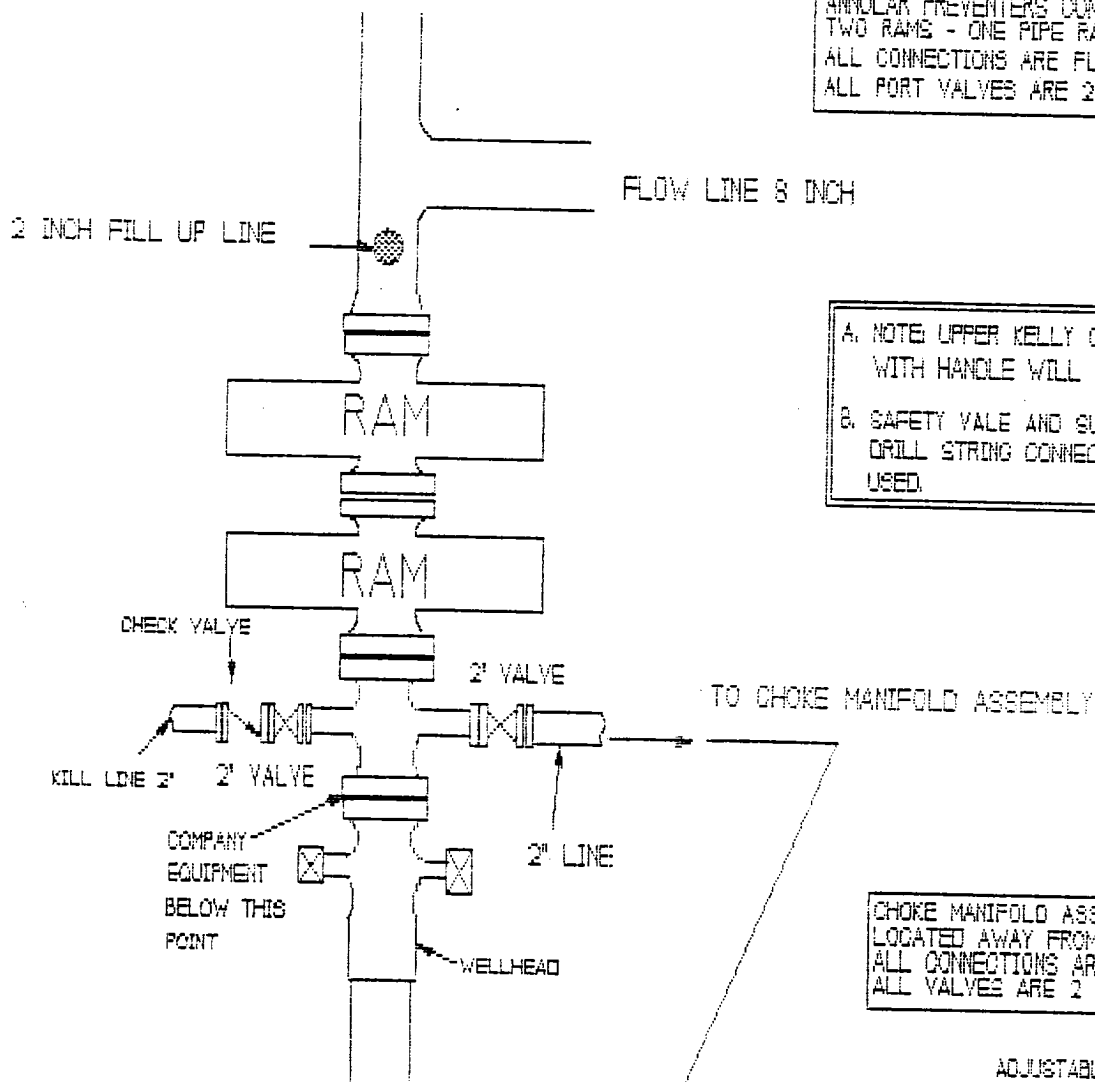 ANNULAR PREVENTERS
TWO RAMS - ONE PIPE
ALL CONNECTIONS ARE
ALL PORT VALVES ARE 2
FLOW LINE 8 INCH
2 INCH FILL UP LINE
A. NOTE: UPPER KELLY
WITH HANDLE WILL
B. SAFETY VALE AND
DRILL STRING
USED.
RAM
RAM
CHECK VALVE
2' VALVE
TO CHOKE MANIFOLD ASSEMBLY
KILL LINE 2'
2' VALVE
COMPANY
EQUIPMENT
BELOW THIS
POINT
2" LINE
WELLHEAD
CHOKE MANIFOLD
LOCATED AWAY FROM
ALL CONNECTIONS
ALL VALVES ARE 2